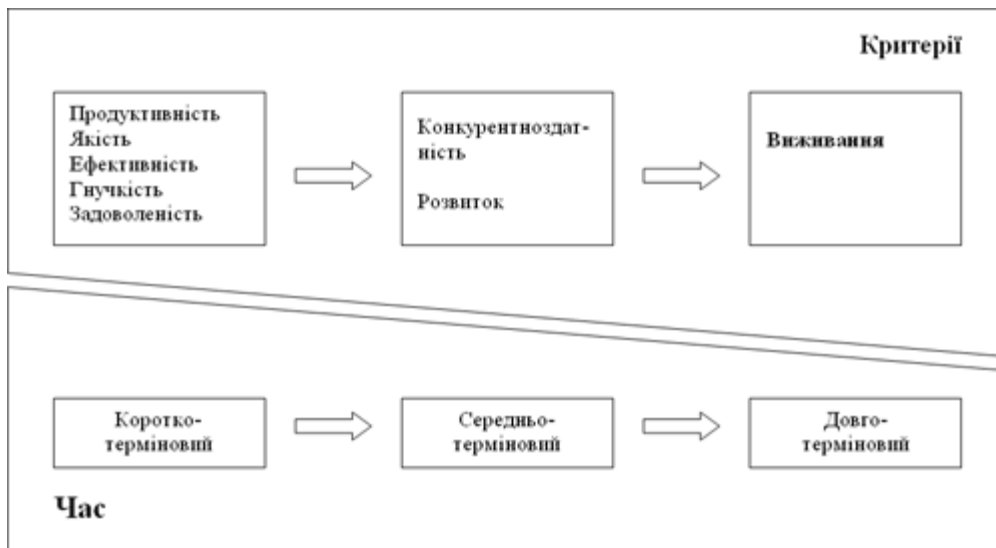 Критерії
Продуктивність
Якість
Ефективність
Гнучкість
Задоволеність
Конкурентноздат-
ність
Розвиток
Виживання
Коротко-
терміновий
Середньо-
терміновий
Довго-
терміновий
Час